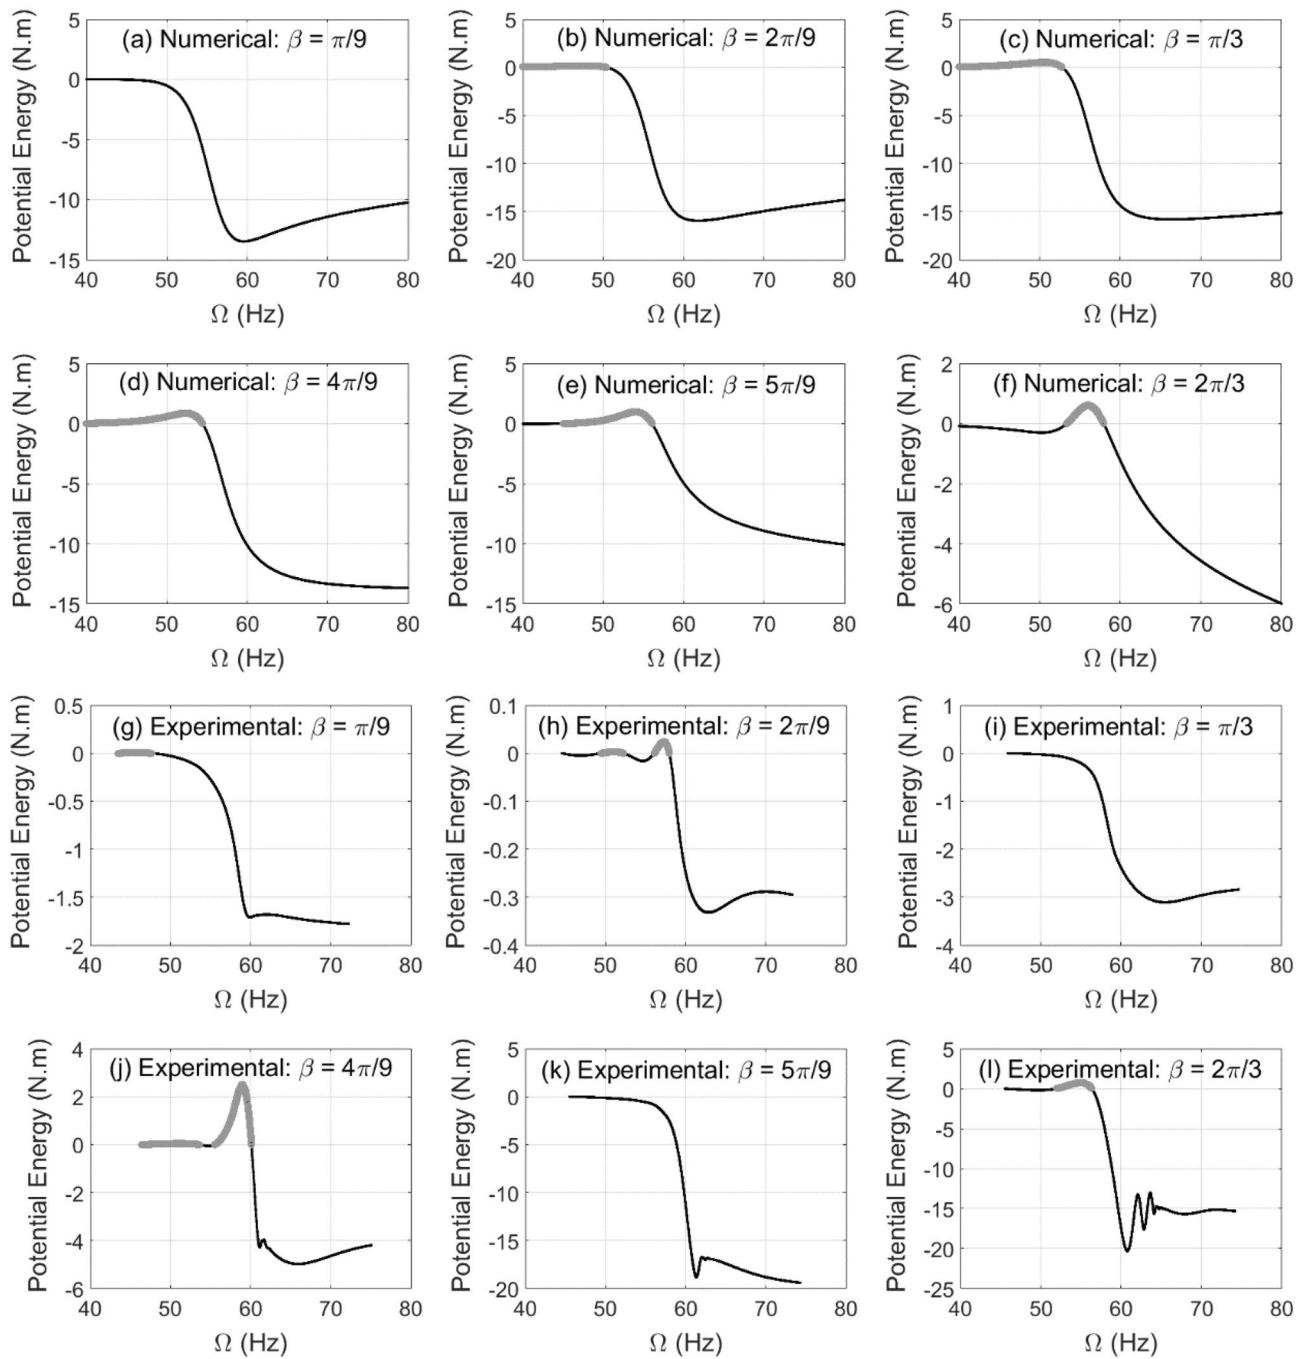 (a) Numerical: β = π/9
Potential Energy (N.m)
5
0
-5
-10
-15
40 50 60 70 80
Ω (Hz)
(b) Numerical: β = 2π/9
Potential Energy (N.m)
5
0
-5
-10
-15
-20
40 50 60 70 80
Ω (Hz)
(c) Numerical: β = π/3
Potential Energy (N.m)
5
0
-5
-10
-15
-20
40 50 60 70 80
Ω (Hz)
(d) Numerical: β = 4π/9
Potential Energy (N.m)
5
0
-5
-10
-15
40 50 60 70 80
Ω (Hz)
(e) Numerical: β = 5π/9
Potential Energy (N.m)
5
0
-5
-10
-15
40 50 60 70 80
Ω (Hz)
(f) Numerical: β = 2π/3
Potential Energy (N.m)
2
0
-2
-4
-6
40 50 60 70 80
Ω (Hz)
(g) Experimental: β = π/9
Potential Energy (N.m)
0.5
0
-0.5
-1
-1.5
-2
40 50 60 70 80
Ω (Hz)
(h) Experimental: β = 2π/9
Potential Energy (N.m)
0.1
0
-0.1
-0.2
-0.3
-0.4
40 50 60 70 80
Ω (Hz)
(i) Experimental: β = π/3
Potential Energy (N.m)
1
0
-1
-2
-3
-4
40 50 60 70 80
Ω (Hz)
(j) Experimental: β = 4π/9
Potential Energy (N.m)
4
2
0
-2
-4
-6
40 50 60 70 80
Ω (Hz)
(k) Experimental: β = 5π/9
Potential Energy (N.m)
5
0
-5
-10
-15
-20
40 50 60 70 80
Ω (Hz)
(l) Experimental: β = 2π/3
Potential Energy (N.m)
5
0
-5
-10
-15
-20
-25
40 50 60 70 80
Ω (Hz)